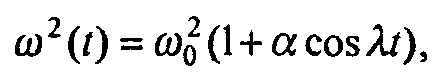 ω²(t) = ω₀²(1 + α cos λt),